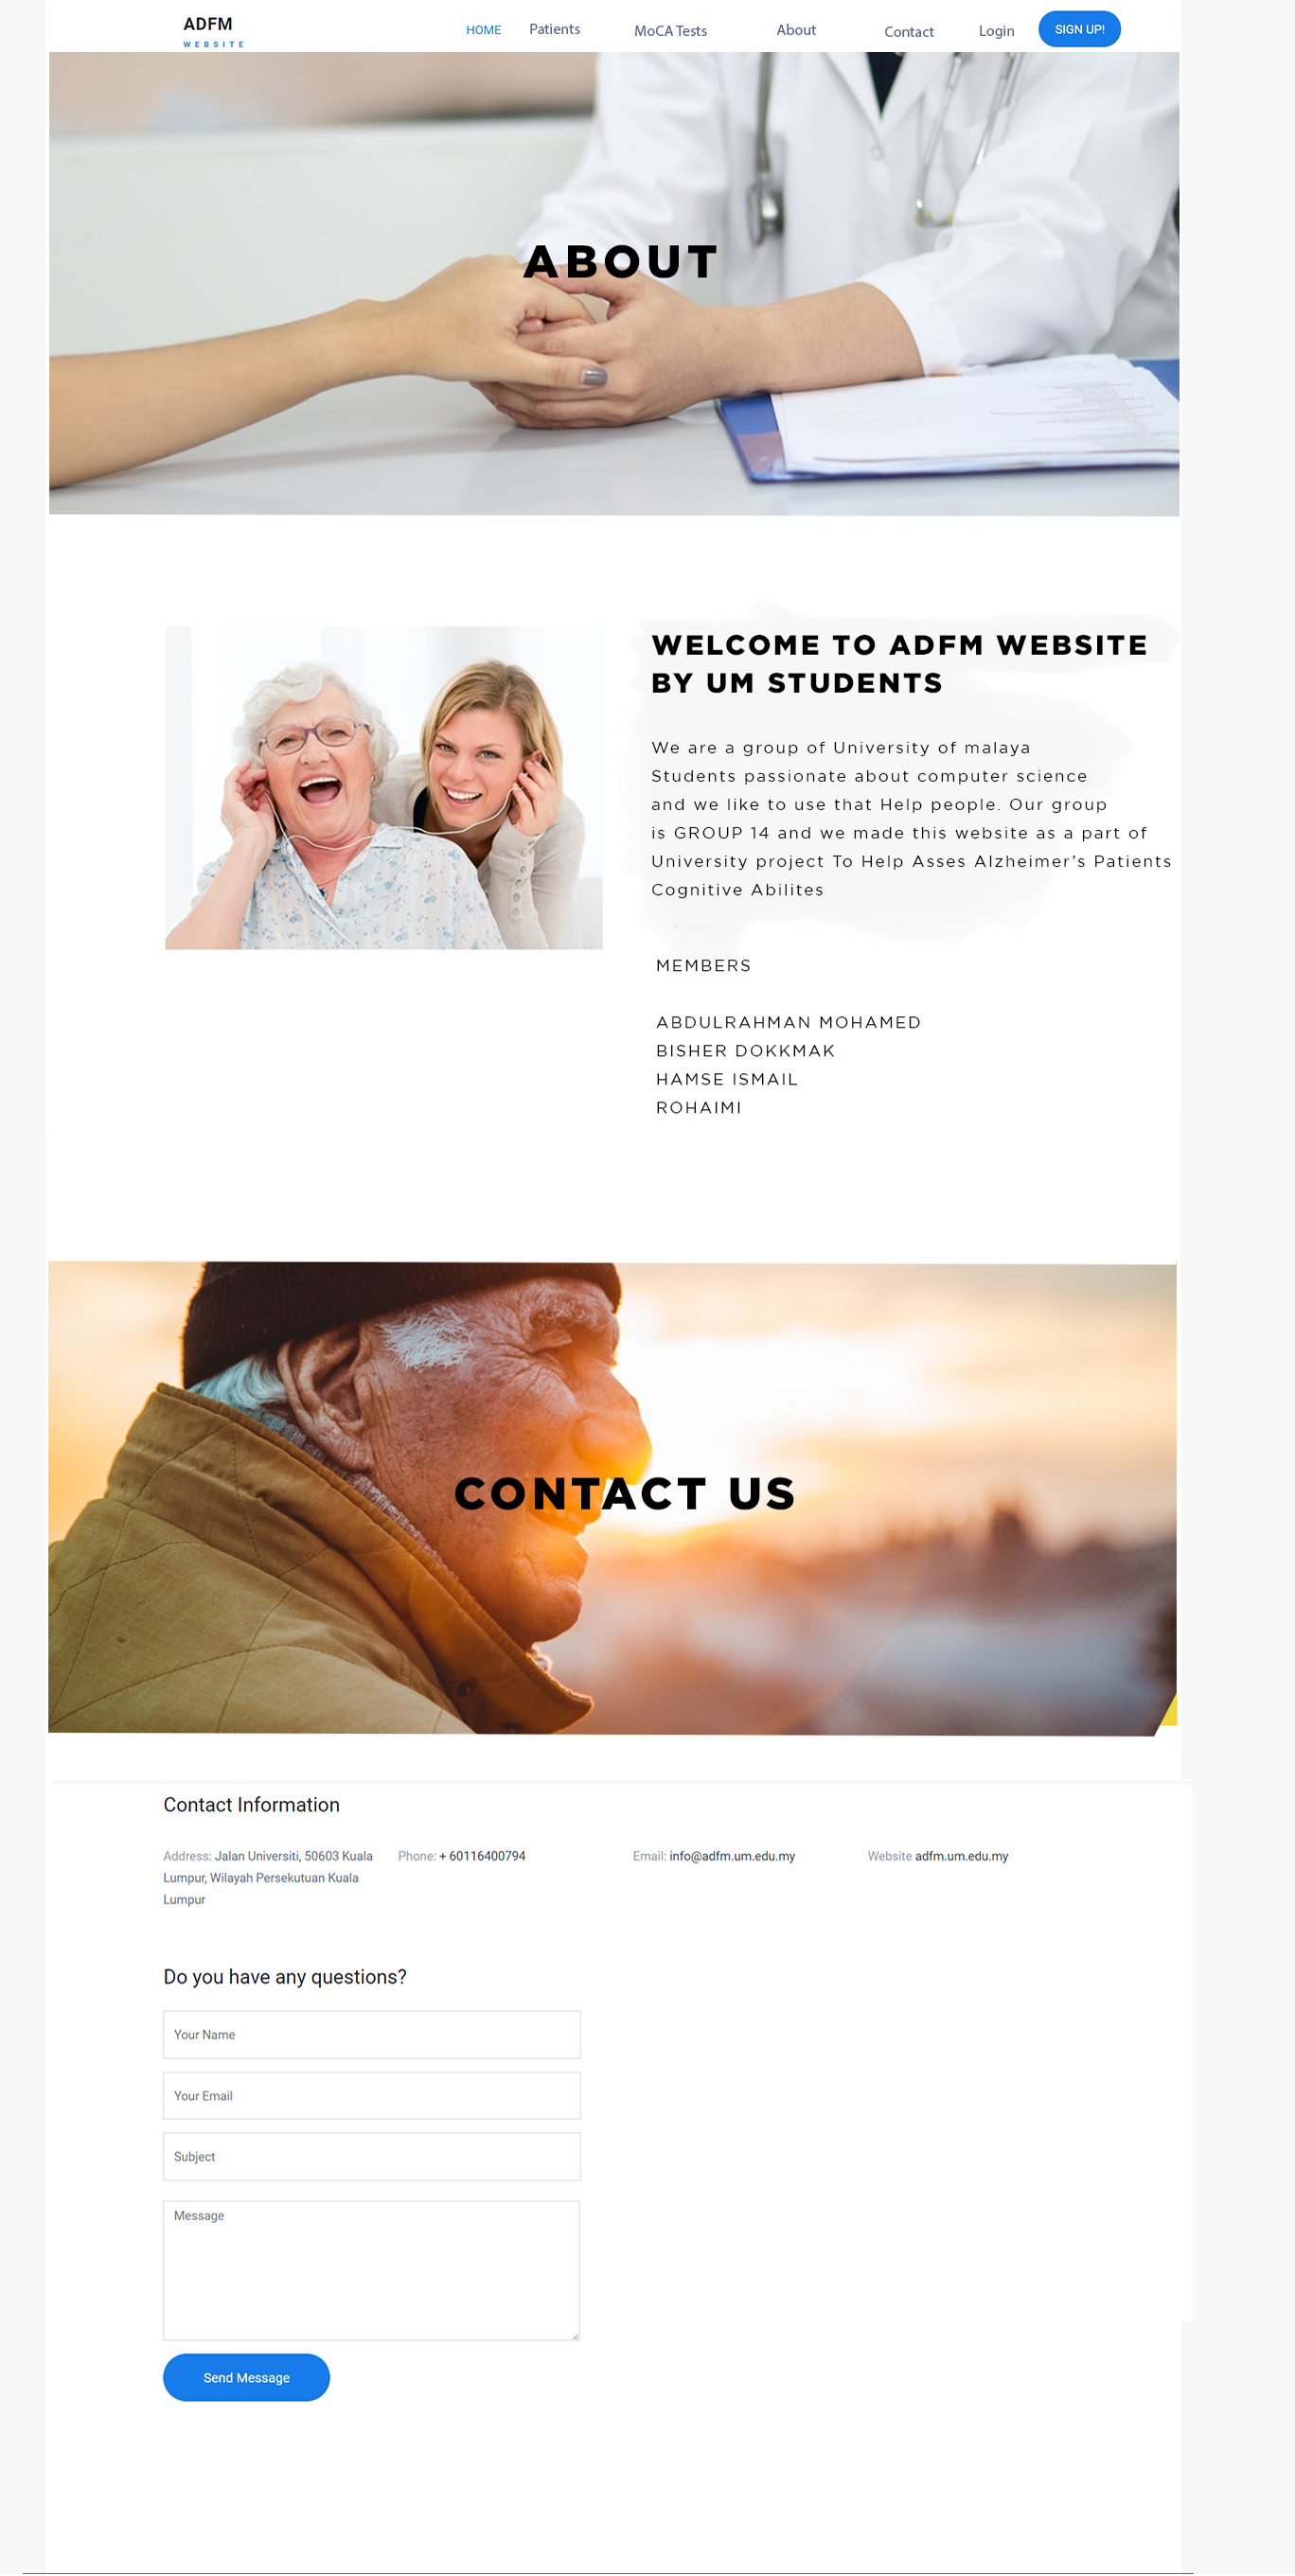 ADFM
WEBSITE
HOME
Patients
MoCA Tests
About
Contact
Login
SIGN UP!
ABOUT
WELCOME TO ADFM WEBSITE
BY UM STUDENTS
We are a group of University of malaya
Students passionate about computer science
and we like to use that Help people. Our group
is GROUP 14 and we made this website as a part of
University project To Help Asses Alzheimer's Patients
Cognitive Abilites
MEMBERS
ABDULRAHMAN MOHAMED
BISHER DOKKMAK
HAMSE ISMAIL
ROHAIMI
CONTACT US
Contact Information
Address: Jalan Universiti, 50603 Kuala
Lumpur, Wilayah Persekutuan Kuala
Lumpur
Phone: + 60116400794
Email: info@adfm.um.edu.my
Website adfm.um.edu.my
Do you have any questions?
Your Name
Your Email
Subject
Message
Send Message